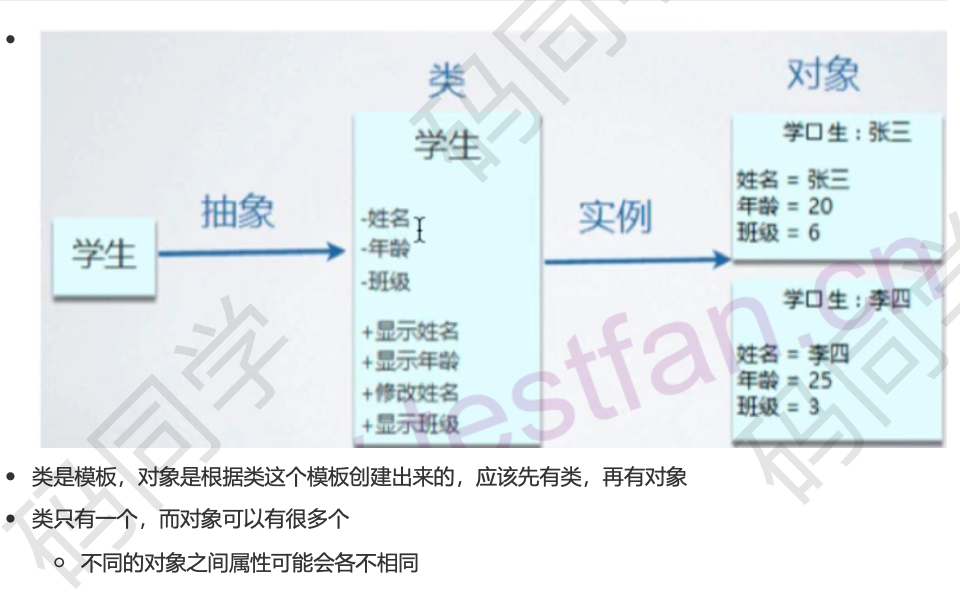 类
对象
学生
学口生:张三
姓名 = 张三
年龄 = 20
班级 = 6
抽象
实例
学生
-姓名
-年龄
-班级
+显示姓名
+显示年龄
+修改姓名
+显示班级
学口生:李四
姓名 = 李四
年龄 = 25
班级 = 3
类是模板，对象是根据类这个模板创建出来的，应该先有类，再有对象
类只有一个，而对象可以有很多个
不同的对象之间属性可能会各不相同
码同学
码同学
码同学
testfan.cn